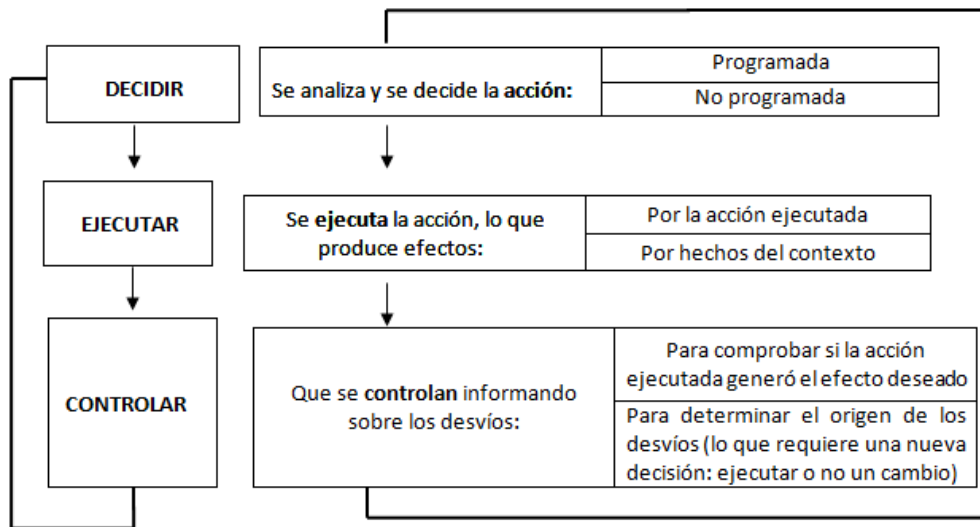 DECIDIR
Se analiza y se decide la acción:
Programada
No programada
EJECUTAR
Se ejecuta la acción, lo que
produce efectos:
Por la acción ejecutada
Por hechos del contexto
CONTROLAR
Que se controlan informando
sobre los desvíos:
Para comprobar si la acción
ejecutada generó el efecto deseado
Para determinar el origen de los
desvíos (lo que requiere una nueva
decisión: ejecutar o no un cambio)